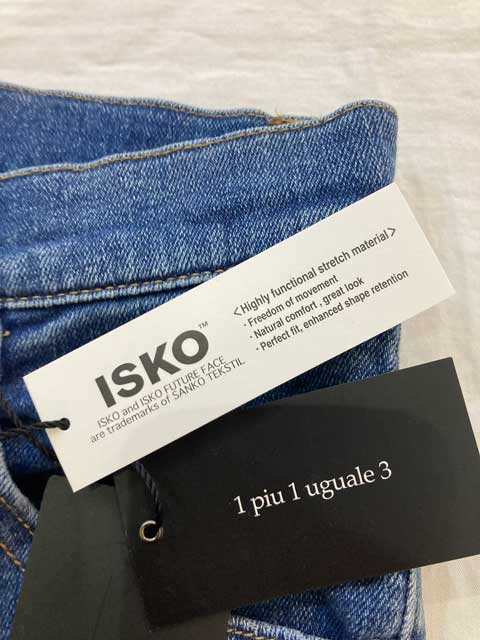 ISKO™
ISKO and ISKO FUTURE FACE
are trademarks of SANKO TEKSTIL
<Highly functional stretch material>
· Freedom of movement
· Natural comfort , great look
· Perfect fit, enhanced shape retention
1 piu 1 uguale 3